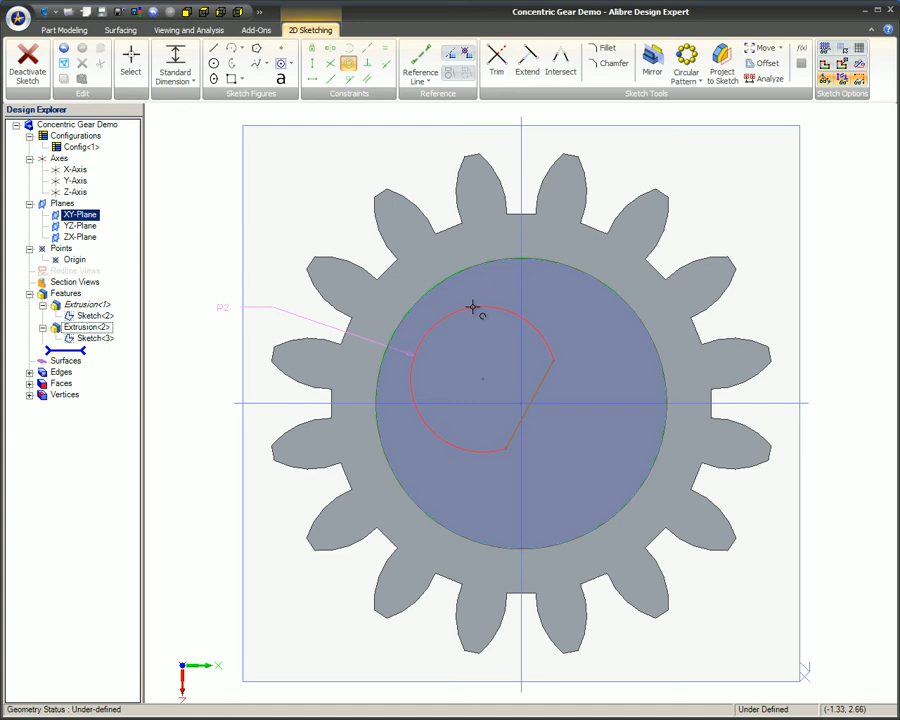 Concentric Gear Demo - Alibre Design Expert
Part Modeling
Surfacing
Viewing and Analysis
Add-Ons
2D Sketching
Deactivate
Sketch
Edit
Select
Standard
Dimension
Sketch Figures
Constraints
Reference
Line
Reference
Trim
Extend
Intersect
Fillet
Chamfer
Mirror
Circular
Pattern
Project
to Sketch
Move
Offset
Analyze
f(x)
Sketch Tools
Sketch Options
Design Explorer
Concentric Gear Demo
Configurations
Config<1>
Axes
X-Axis
Y-Axis
Z-Axis
Planes
XY-Plane
YZ-Plane
ZX-Plane
Points
Origin
Redline Views
Section Views
Features
Extrusion<1>
Sketch<2>
Extrusion<2>
Sketch<3>
Surfaces
Edges
Faces
Vertices
R2
X
Z
Geometry Status : Under-defined
Under Defined
(-1.33, 2.66)